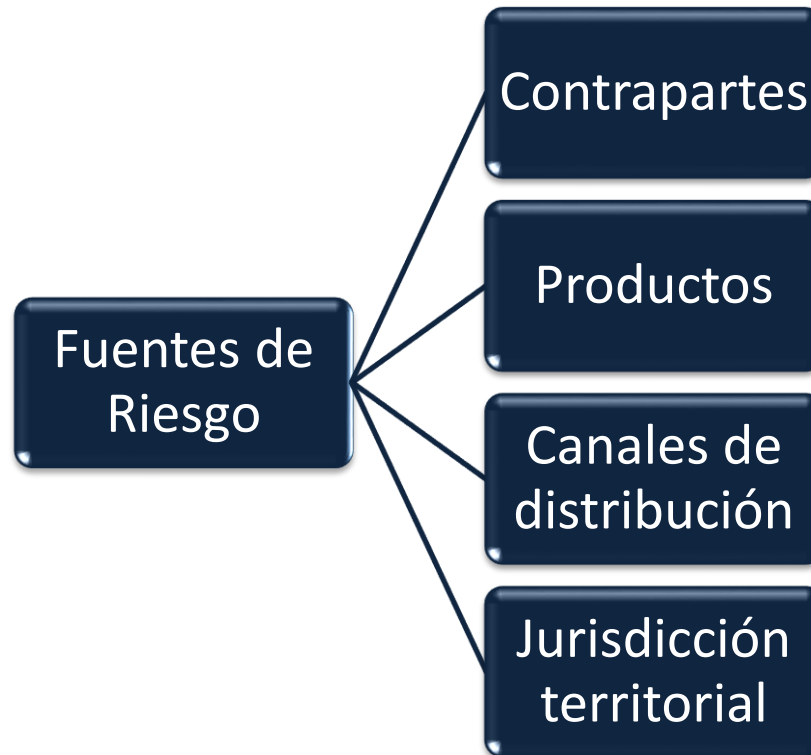 Contrapartes
Productos
Fuentes de
Riesgo
Canales de
distribución
Jurisdicción
territorial